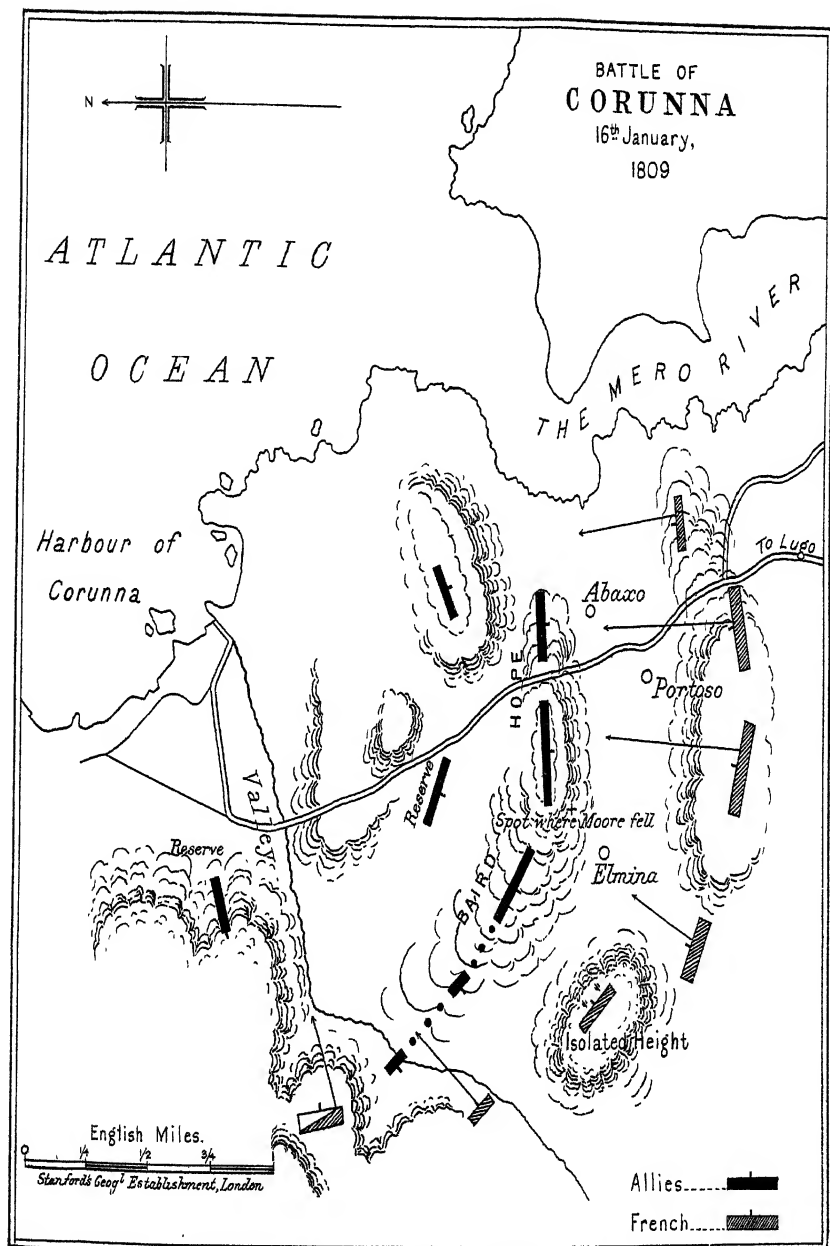 BATTLE OF
CORUNNA
16th January,
1809
N
ATLANTIC
OCEAN
THE MERO RIVER
Harbour of
Corunna
To Lugo
Abaxo
HOPE
Portoso
Valley
Reserve
Spot where Moore fell
Reserve
Elmina
BAIRD
Isolated Height
English Miles.
0 1/4 1/2 3/4
Stanford's Geogl Establishment, London
Allies
French